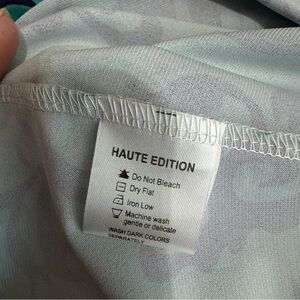 HAUTE EDITION
Do Not Bleach
Dry Flat
Iron Low
Machine wash
gentle or delicate
WASH DARK COLORS
SEPARATELY